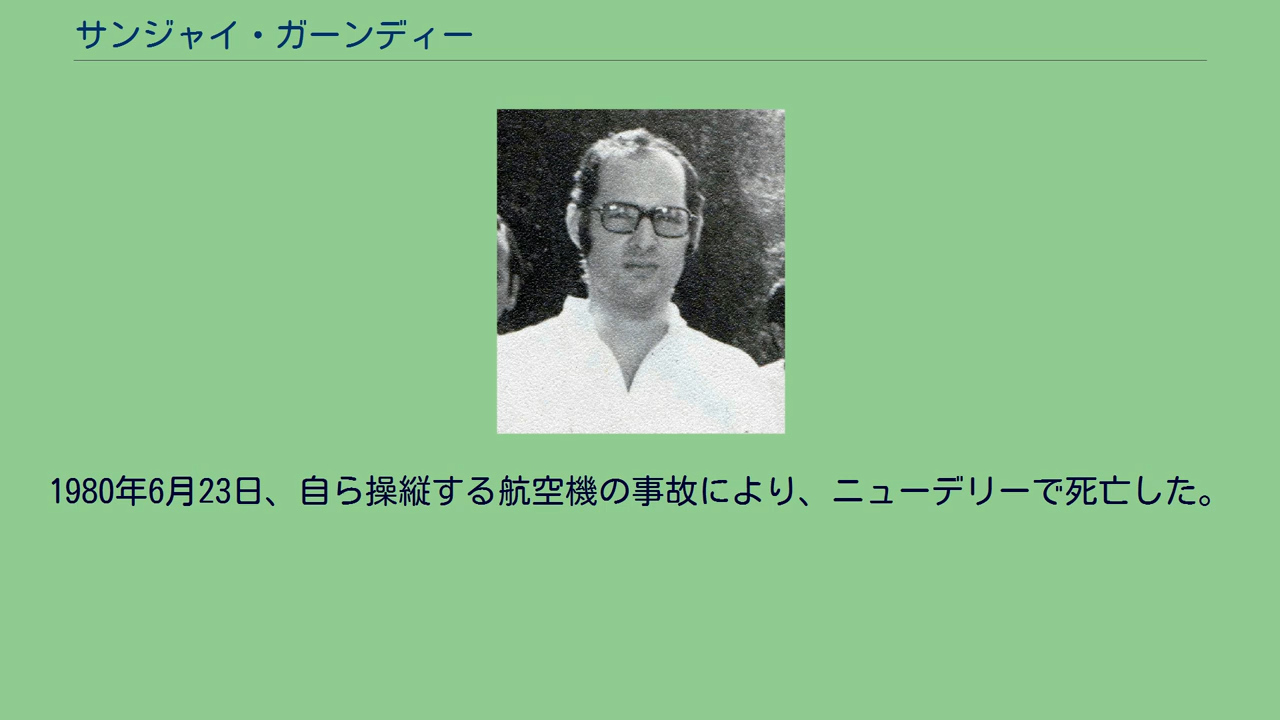 サンジャイ・ガーンディー
1980年6月23日、自ら操縦する航空機の事故により、ニューデリーで死亡した。